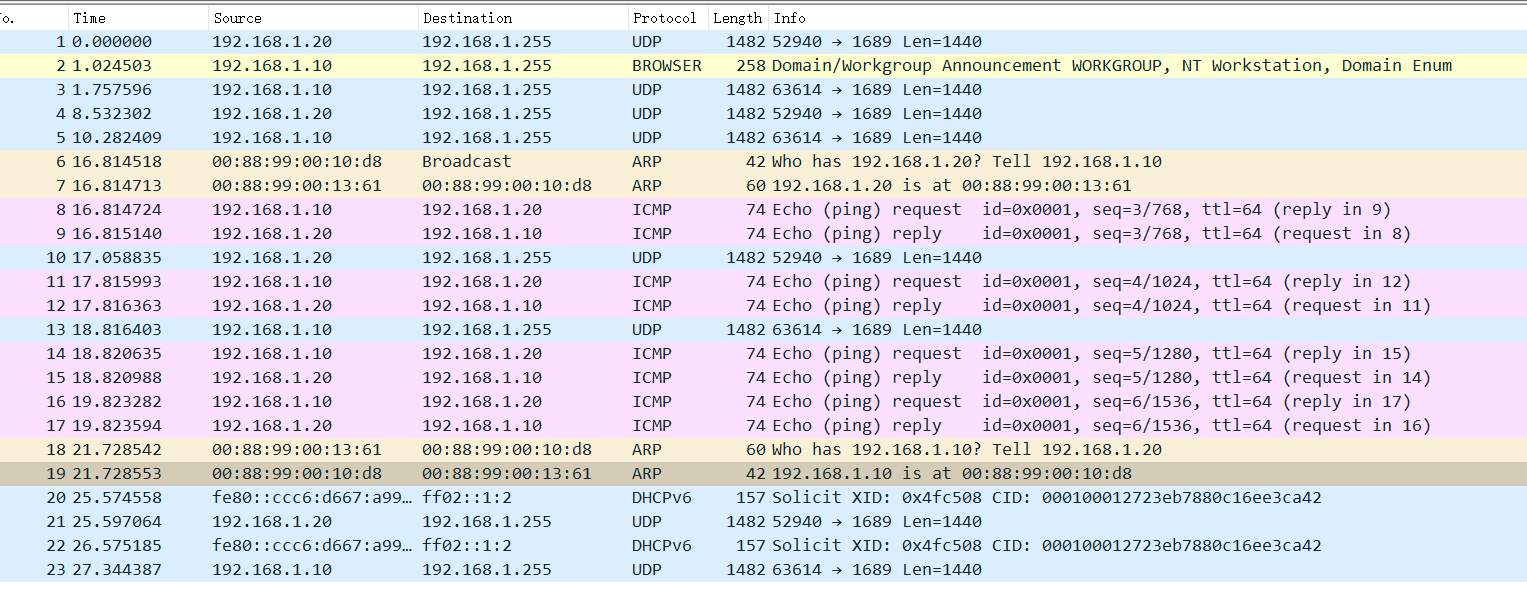 o. Time Source Destination Protocol Length Info
1 0.000000 192.168.1.20 192.168.1.255 UDP 1482 52940 → 1689 Len=1440
2 1.024503 192.168.1.10 192.168.1.255 BROWSER 258 Domain/Workgroup Announcement WORKGROUP, NT Workstation, Domain Enum
3 1.757596 192.168.1.10 192.168.1.255 UDP 1482 63614 → 1689 Len=1440
4 8.532302 192.168.1.20 192.168.1.255 UDP 1482 52940 → 1689 Len=1440
5 10.282409 192.168.1.10 192.168.1.255 UDP 1482 63614 → 1689 Len=1440
6 16.814518 00:88:99:00:10:d8 Broadcast ARP 42 Who has 192.168.1.20? Tell 192.168.1.10
7 16.814713 00:88:99:00:13:61 00:88:99:00:10:d8 ARP 60 192.168.1.20 is at 00:88:99:00:13:61
8 16.814724 192.168.1.10 192.168.1.20 ICMP 74 Echo (ping) request id=0x0001, seq=3/768, ttl=64 (reply in 9)
9 16.815140 192.168.1.20 192.168.1.10 ICMP 74 Echo (ping) reply id=0x0001, seq=3/768, ttl=64 (request in 8)
10 17.058835 192.168.1.20 192.168.1.255 UDP 1482 52940 → 1689 Len=1440
11 17.815993 192.168.1.10 192.168.1.20 ICMP 74 Echo (ping) request id=0x0001, seq=4/1024, ttl=64 (reply in 12)
12 17.816363 192.168.1.20 192.168.1.10 ICMP 74 Echo (ping) reply id=0x0001, seq=4/1024, ttl=64 (request in 11)
13 18.816403 192.168.1.10 192.168.1.255 UDP 1482 63614 → 1689 Len=1440
14 18.820635 192.168.1.10 192.168.1.20 ICMP 74 Echo (ping) request id=0x0001, seq=5/1280, ttl=64 (reply in 15)
15 18.820988 192.168.1.20 192.168.1.10 ICMP 74 Echo (ping) reply id=0x0001, seq=5/1280, ttl=64 (request in 14)
16 19.823282 192.168.1.10 192.168.1.20 ICMP 74 Echo (ping) request id=0x0001, seq=6/1536, ttl=64 (reply in 17)
17 19.823594 192.168.1.20 192.168.1.10 ICMP 74 Echo (ping) reply id=0x0001, seq=6/1536, ttl=64 (request in 16)
18 21.728542 00:88:99:00:13:61 00:88:99:00:10:d8 ARP 60 Who has 192.168.1.10? Tell 192.168.1.20
19 21.728553 00:88:99:00:10:d8 00:88:99:00:13:61 ARP 42 192.168.1.10 is at 00:88:99:00:10:d8
20 25.574558 fe80::ccc6:d667:a99… ff02::1:2 DHCPv6 157 Solicit XID: 0x4fc508 CID: 000100012723eb7880c16ee3ca42
21 25.597064 192.168.1.20 192.168.1.255 UDP 1482 52940 → 1689 Len=1440
22 26.575185 fe80::ccc6:d667:a99… ff02::1:2 DHCPv6 157 Solicit XID: 0x4fc508 CID: 000100012723eb7880c16ee3ca42
23 27.344387 192.168.1.10 192.168.1.255 UDP 1482 63614 → 1689 Len=1440